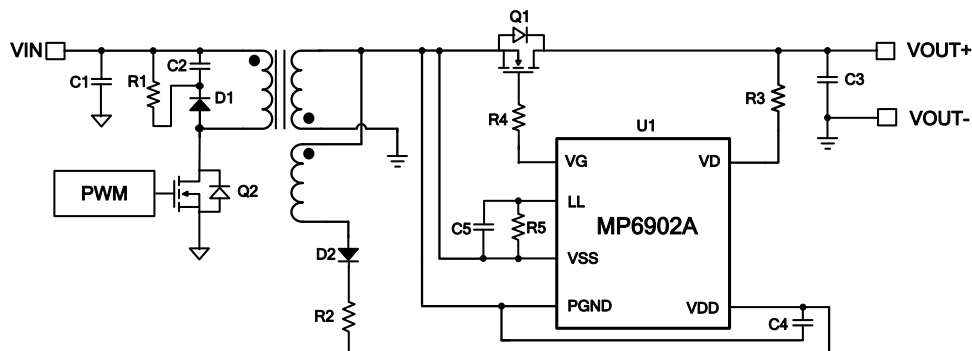 Q1
VIN
VOUT+
C1
R1
C2
D1
R3
C3
R4
VOUT-
U1
VG
VD
PWM
Q2
LL
C5
R5
MP6902A
VSS
D2
PGND
VDD
R2
C4